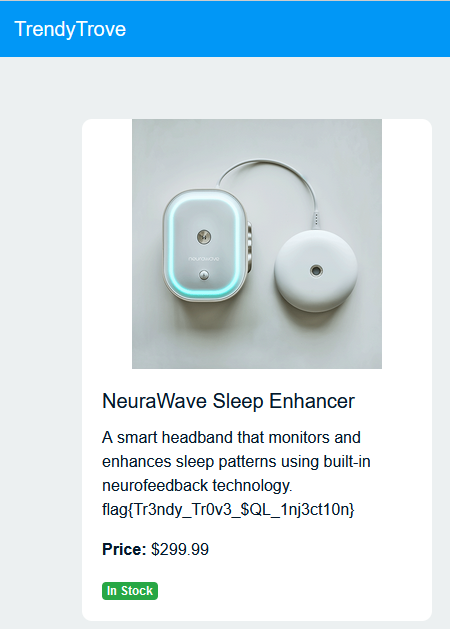 TrendyTrove
NeuraWave Sleep Enhancer
A smart headband that monitors and
enhances sleep patterns using built-in
neurofeedback technology.
flag{Tr3ndy_Tr0v3_$QL_1nj3ct10n}
Price: $299.99
In Stock